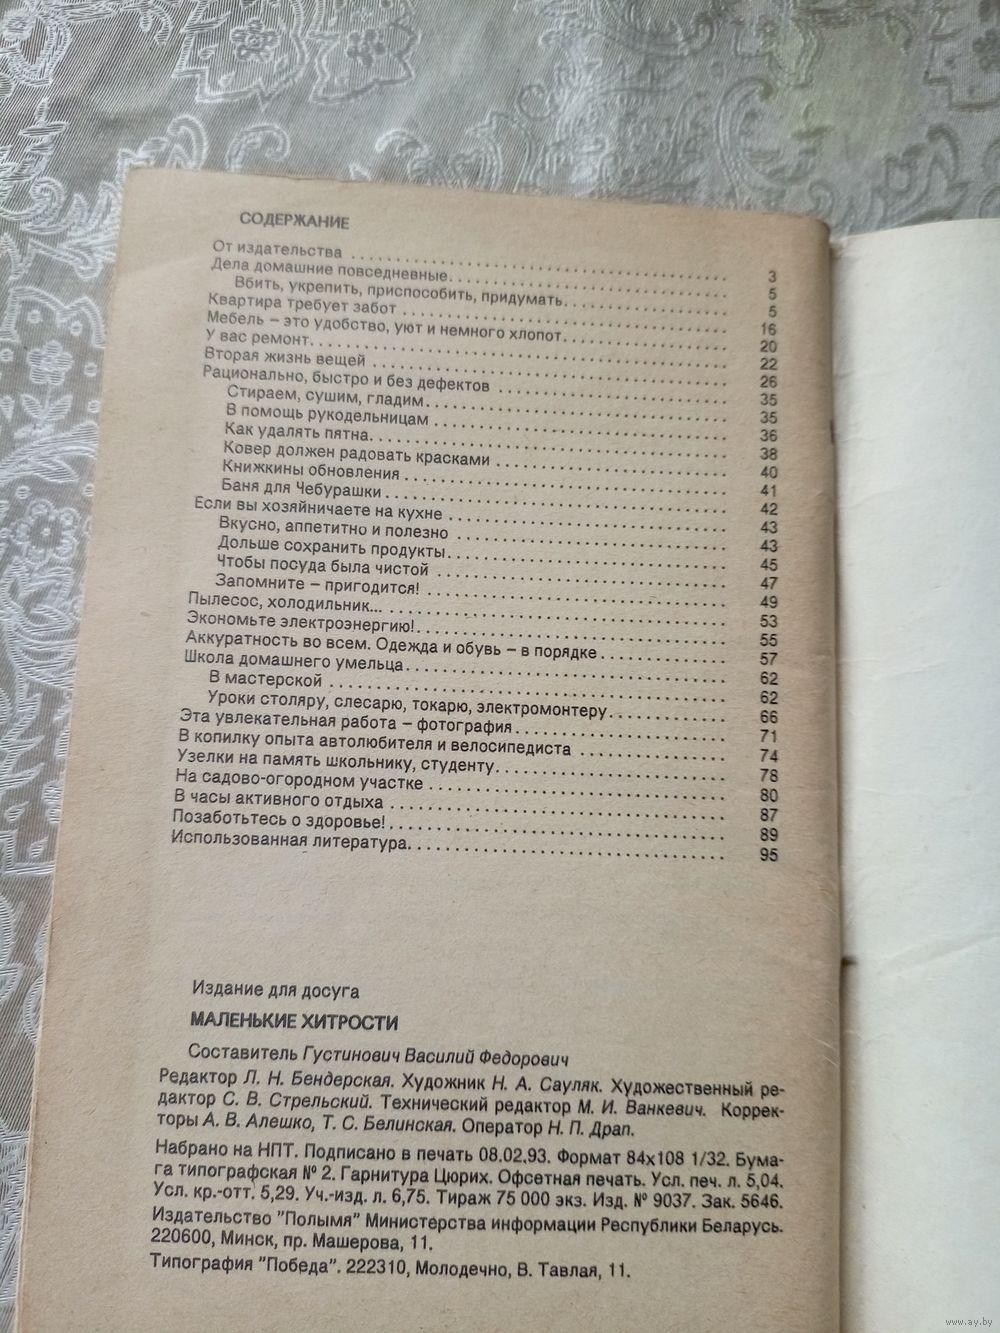 СОДЕРЖАНИЕ
От издательства . . . . . . . . . . 3
Дела домашние повседневные. . . . . . . . . . 5
Вбить, укрепить, приспособить, придумать. . . . . . . . . . 5
Квартира требует забот . . . . . . . . . . 16
Мебель – это удобство, уют и немного хлопот. . . . . . . . . . 20
У вас ремонт. . . . . . . . . . 22
Вторая жизнь вещей . . . . . . . . . . 26
Рационально, быстро и без дефектов . . . . . . . . . . 35
Стираем, сушим, гладим. . . . . . . . . . 35
В помощь рукодельницам . . . . . . . . . . 36
Как удалять пятна. . . . . . . . . . 38
Ковер должен радовать красками . . . . . . . . . . 40
Книжкины обновления . . . . . . . . . . 41
Баня для Чебурашки . . . . . . . . . . 42
Если вы хозяйничаете на кухне . . . . . . . . . . 43
Вкусно, аппетитно и полезно . . . . . . . . . . 43
Дольше сохранить продукты. . . . . . . . . . 45
Чтобы посуда была чистой . . . . . . . . . . 47
Запомните – пригодится! . . . . . . . . . . 49
Пылесос, холодильник... . . . . . . . . . . 53
Экономьте электроэнергию!. . . . . . . . . . 55
Аккуратность во всем. Одежда и обувь – в порядке . . . . . . . . . . 57
Школа домашнего умельца. . . . . . . . . . 62
В мастерской . . . . . . . . . . 62
Уроки столяру, слесарю, токарю, электромонтеру. . . . . . . . . . 66
Эта увлекательная работа – фотография. . . . . . . . . . 71
В копилку опыта автолюбителя и велосипедиста . . . . . . . . . . 74
Узелки на память школьнику, студенту. . . . . . . . . . 78
На садово-огородном участке . . . . . . . . . . 80
В часы активного отдыха . . . . . . . . . . 87
Позаботьтесь о здоровье!. . . . . . . . . . 89
Использованная литература. . . . . . . . . . 95
Издание для досуга
МАЛЕНЬКИЕ ХИТРОСТИ
Составитель Густинович Василий Федорович
Редактор Л. Н. Бендерская. Художник Н. А. Сауляк. Художественный ре-
дактор С. В. Стрельский. Технический редактор М. И. Ванкевич. Коррек-
торы А. В. Алешко, Т. С. Белинская. Оператор Н. П. Драп.
Набрано на НПТ. Подписано в печать 08.02.93. Формат 84х108 1/32. Бума-
га типографская № 2. Гарнитура Цюрих. Офсетная печать. Усл. печ. л. 5,04.
Усл. кр.-отт. 5,29. Уч.-изд. л. 6,75. Тираж 75 000 экз. Изд. № 9037. Зак. 5646.
Издательство "Полымя" Министерства информации Республики Беларусь.
220600, Минск, пр. Машерова, 11.
Типография "Победа". 222310, Молодечно, В. Тавлая, 11.
www.ay.by